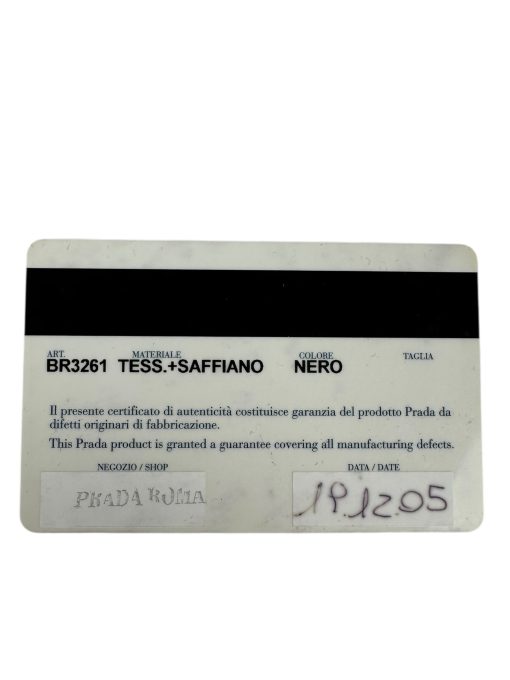 ART. MATERIALE COLORE TAGLIA
BR3261 TESS.+SAFFIANO NERO
Il presente certificato di autenticità costituisce garanzia del prodotto Prada da
difetti originari di fabbricazione.
This Prada product is granted a guarantee covering all manufacturing defects.
NEGOZIO / SHOP DATA / DATE
PRADA ROMA 19.12.05